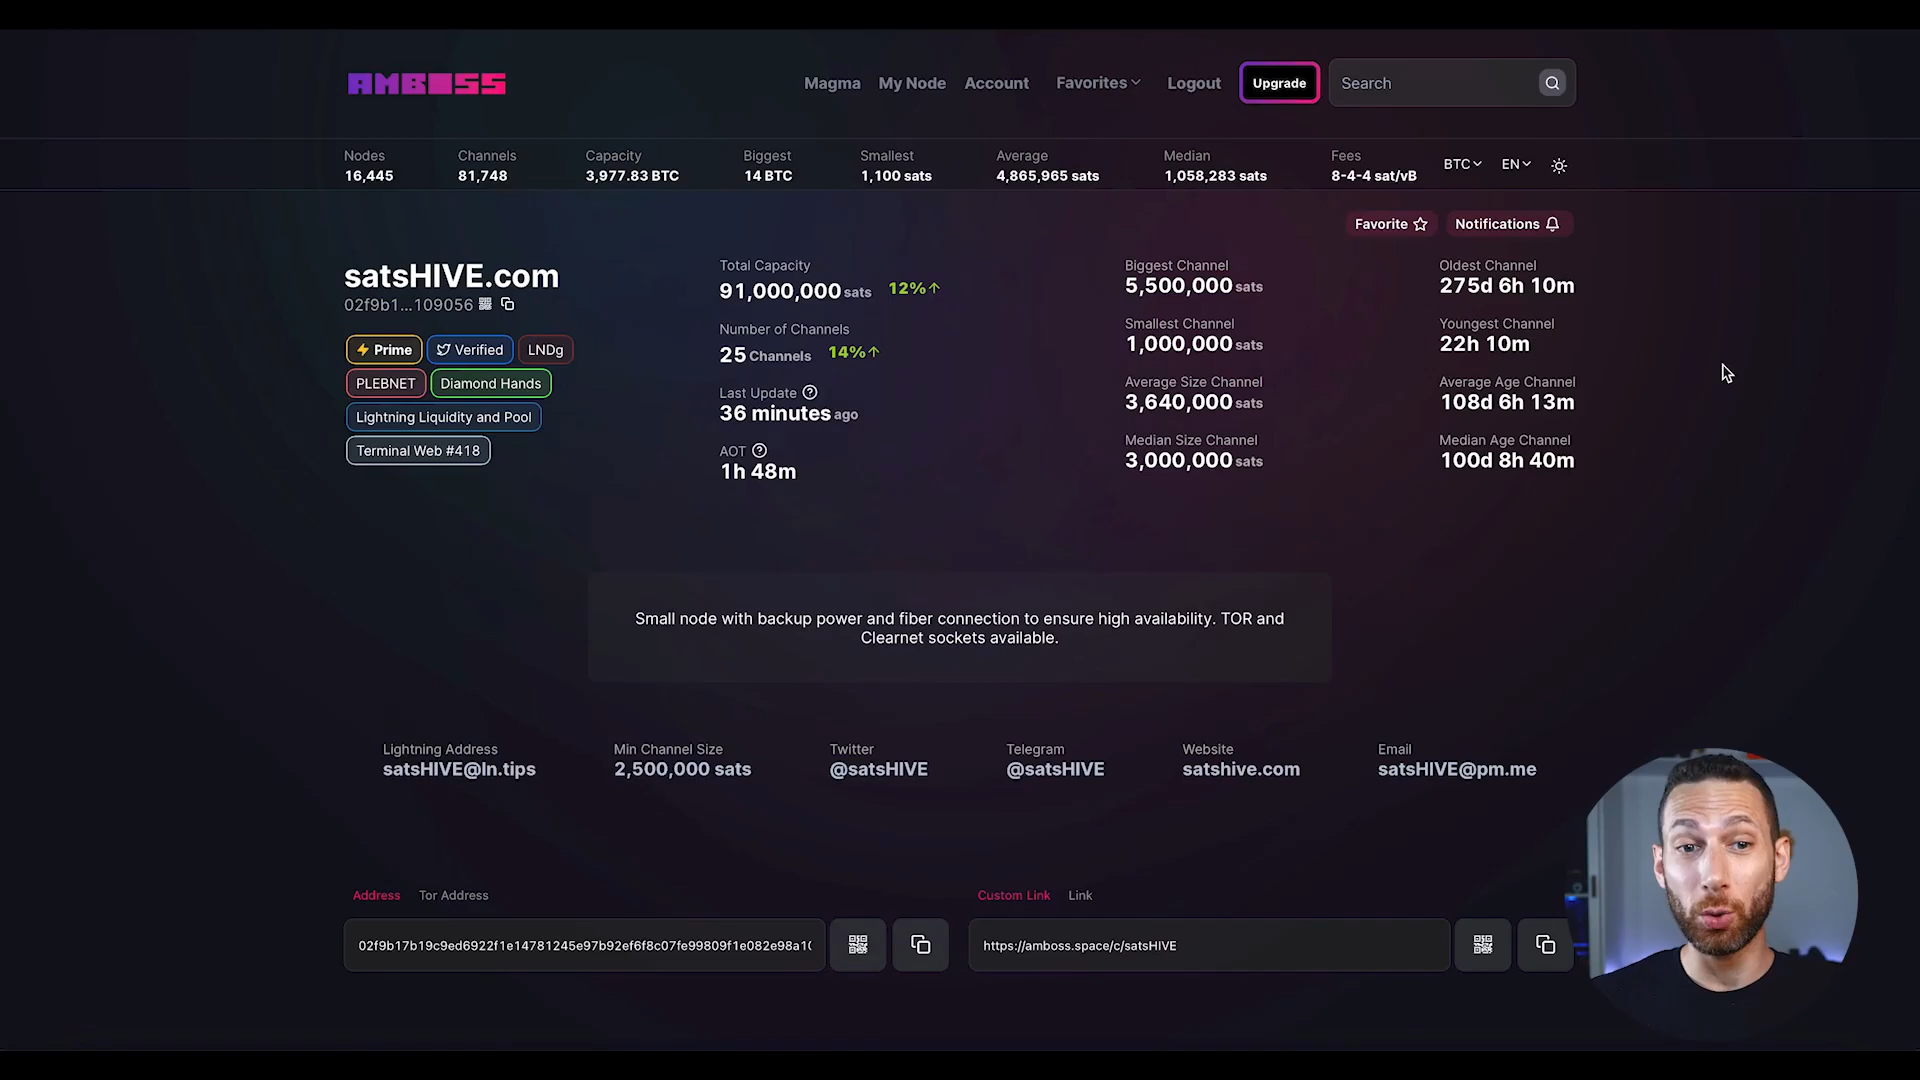 AMBOSS
Magma My Node Account Favorites Logout Upgrade Search
Nodes Channels Capacity Biggest Smallest Average Median Fees
16,445 81,748 3,977.83 BTC 14 BTC 1,100 sats 4,865,965 sats 1,058,283 sats 8-4-4 sat/vB BTC EN
Favorite Notifications
satsHIVE.com
02f9b1...109056
Prime Verified LNDg
PLEBNET Diamond Hands
Lightning Liquidity and Pool
Terminal Web #418
Total Capacity
91,000,000 sats 12%↑
Number of Channels
25 Channels 14%↑
Last Update
36 minutes ago
AOT
1h 48m
Biggest Channel
5,500,000 sats
Smallest Channel
1,000,000 sats
Average Size Channel
3,640,000 sats
Median Size Channel
3,000,000 sats
Oldest Channel
275d 6h 10m
Youngest Channel
22h 10m
Average Age Channel
108d 6h 13m
Median Age Channel
100d 8h 40m
Small node with backup power and fiber connection to ensure high availability. TOR and
Clearnet sockets available.
Lightning Address Min Channel Size Twitter Telegram Website Email
satsHIVE@ln.tips 2,500,000 sats @satsHIVE @satsHIVE satshive.com satsHIVE@pm.me
Address Tor Address
02f9b17b19c9ed6922f1e14781245e97b92ef6f8c07fe99809f1e082e98a1
Custom Link Link
https://amboss.space/c/satsHIVE